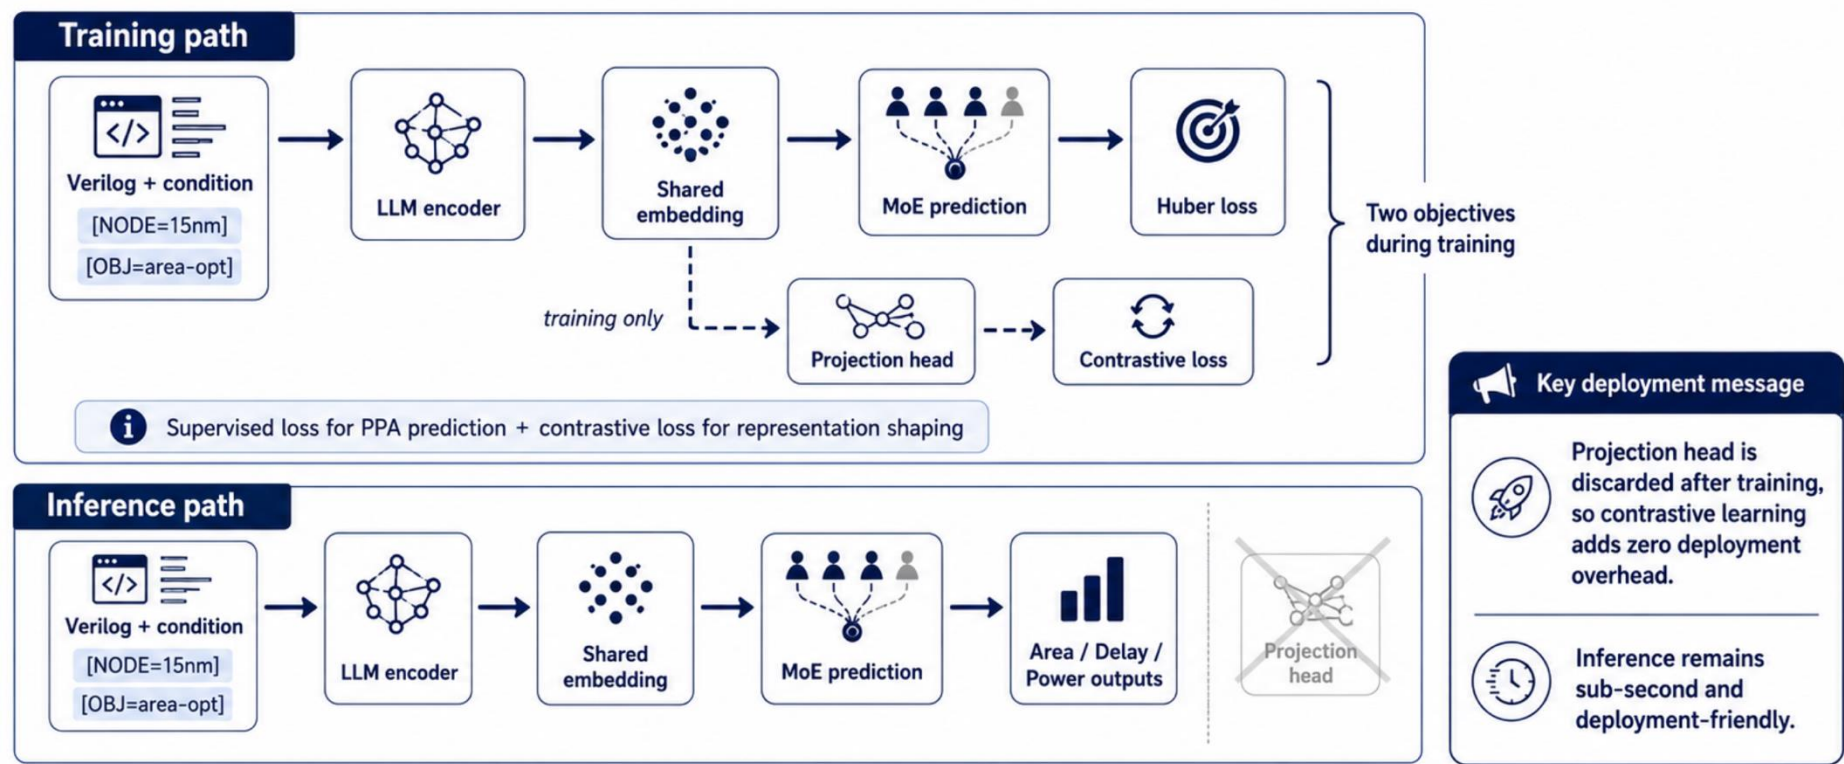 Training path
</>
Verilog + condition
[NODE=15nm]
[OBJ=area-opt]
LLM encoder
Shared
embedding
MoE prediction
Huber loss
Two objectives
during training
training only
Projection head
Contrastive loss
i
Supervised loss for PPA prediction + contrastive loss for representation shaping
Inference path
</>
Verilog + condition
[NODE=15nm]
[OBJ=area-opt]
LLM encoder
Shared
embedding
MoE prediction
Area / Delay /
Power outputs
Projection
head
Key deployment message
Projection head is
discarded after training,
so contrastive learning
adds zero deployment
overhead.
Inference remains
sub-second and
deployment-friendly.